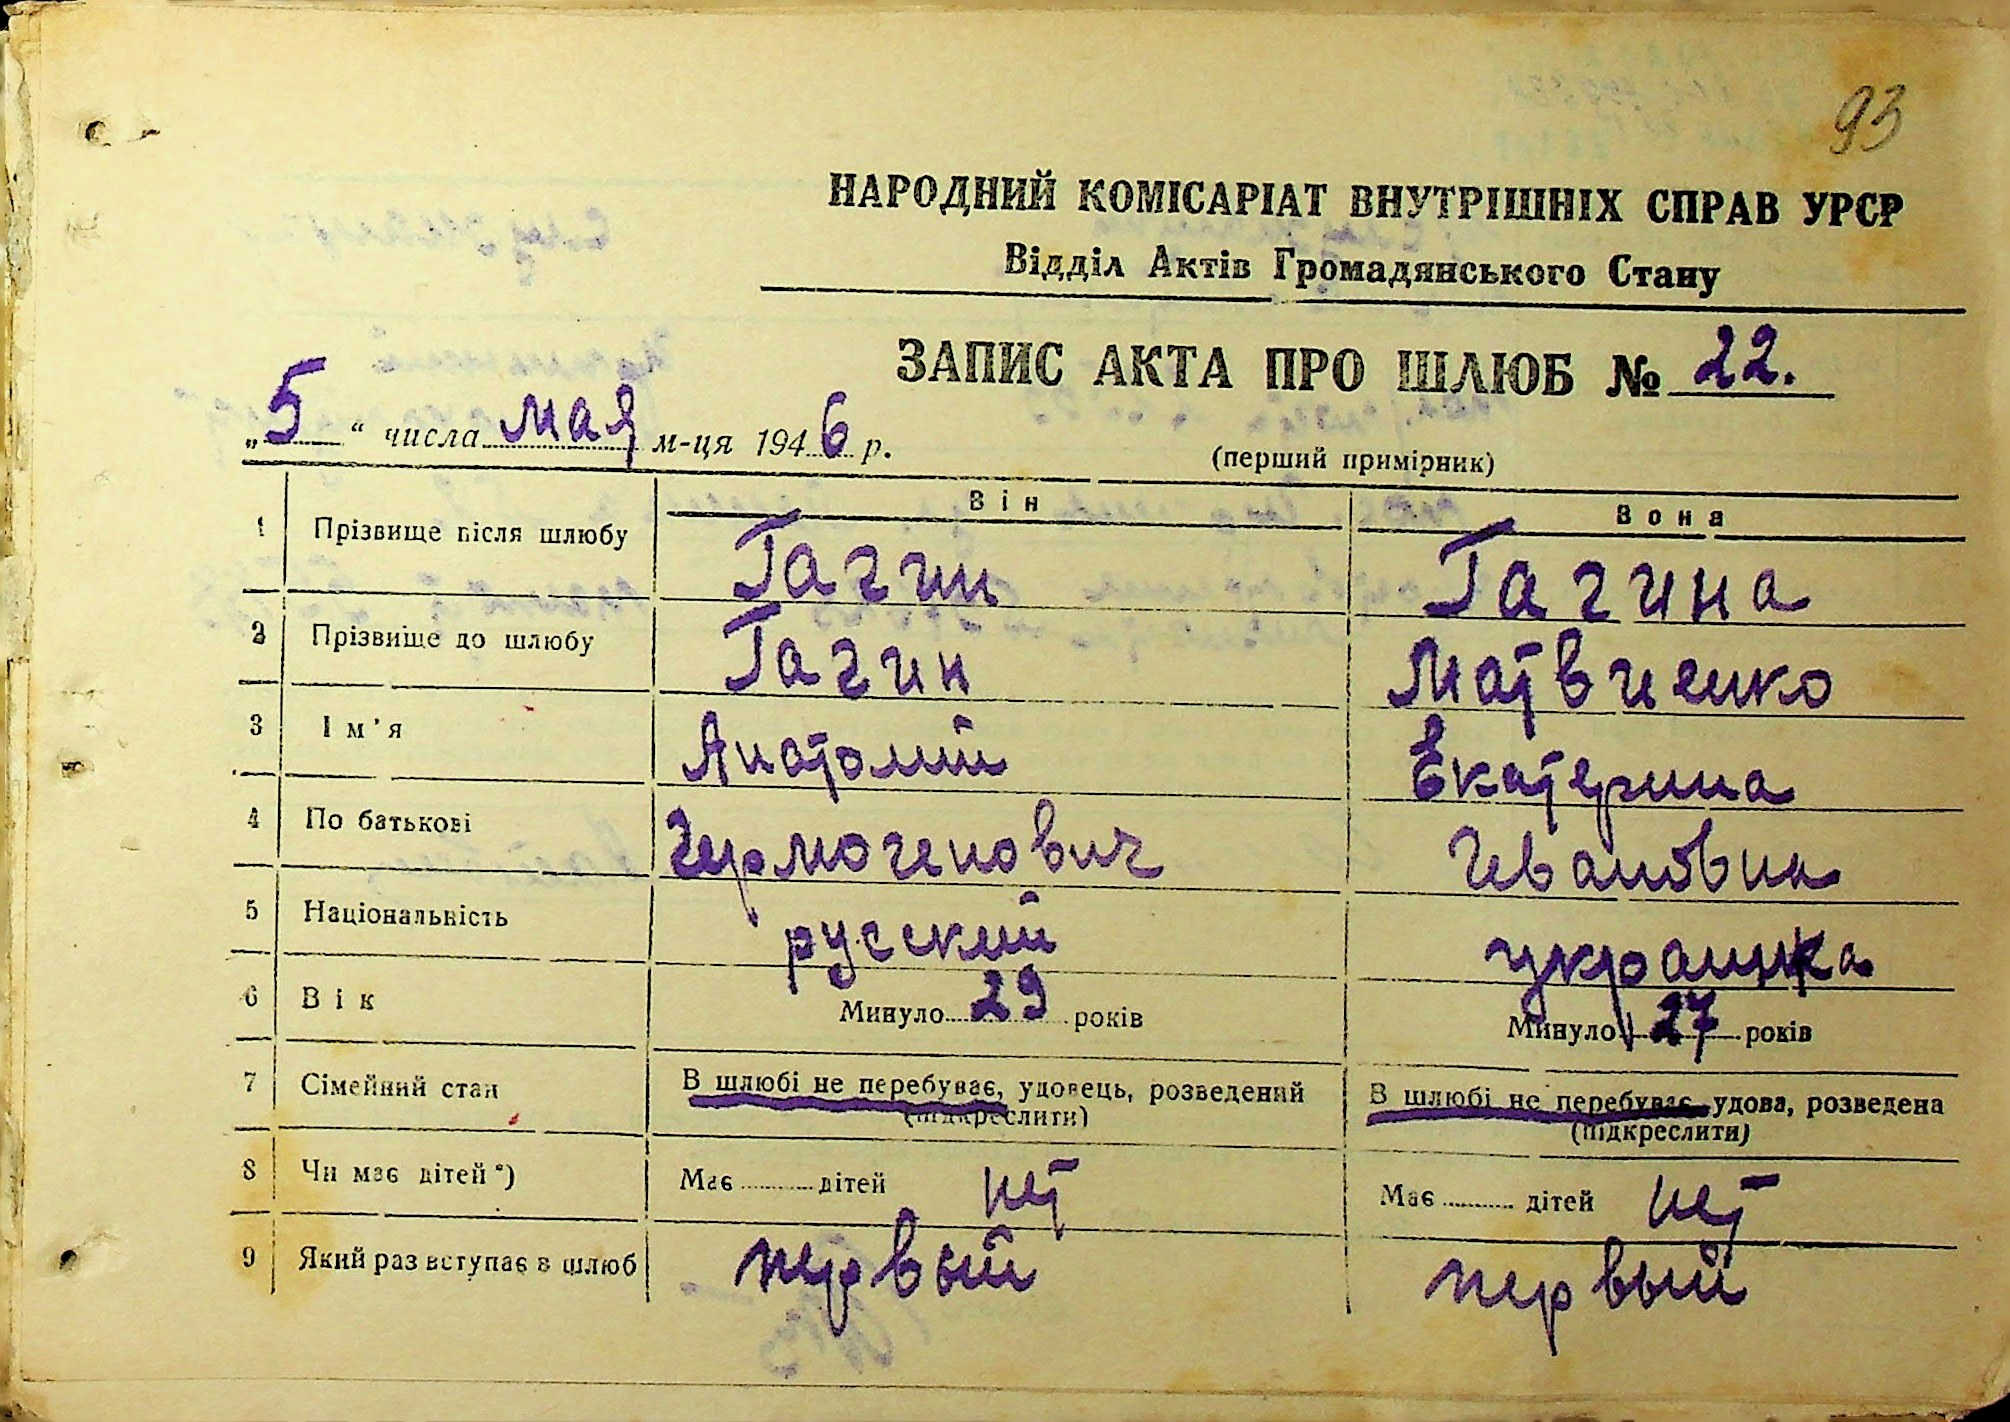 93
НАРОДНИЙ КОМІСАРІАТ ВНУТРІШНІХ СПРАВ УРСР
Відділ Актів Громадянського Стану
ЗАПИС АКТА ПРО ШЛЮБ № 22.
„5“ числа мая м-ця 1946 р.
(перший примірник)
Він Вона
1 Прізвище після шлюбу Гагин Гагина
2 Прізвище до шлюбу Гагин Матвиенко
3 Ім'я Анатолий Екатерина
4 По батькові Гермогенович Ивановна
5 Національність русский украинка
6 Вік Минуло 29 років Минуло 27 років
7 Сімейний стан В шлюбі не перебуває, удовець, розведений В шлюбі не перебуває, удова, розведена
(підкреслити) (підкреслити)
8 Чи має дітей*) Має дітей нет Має дітей нет
9 Який раз вступає в шлюб первый первый